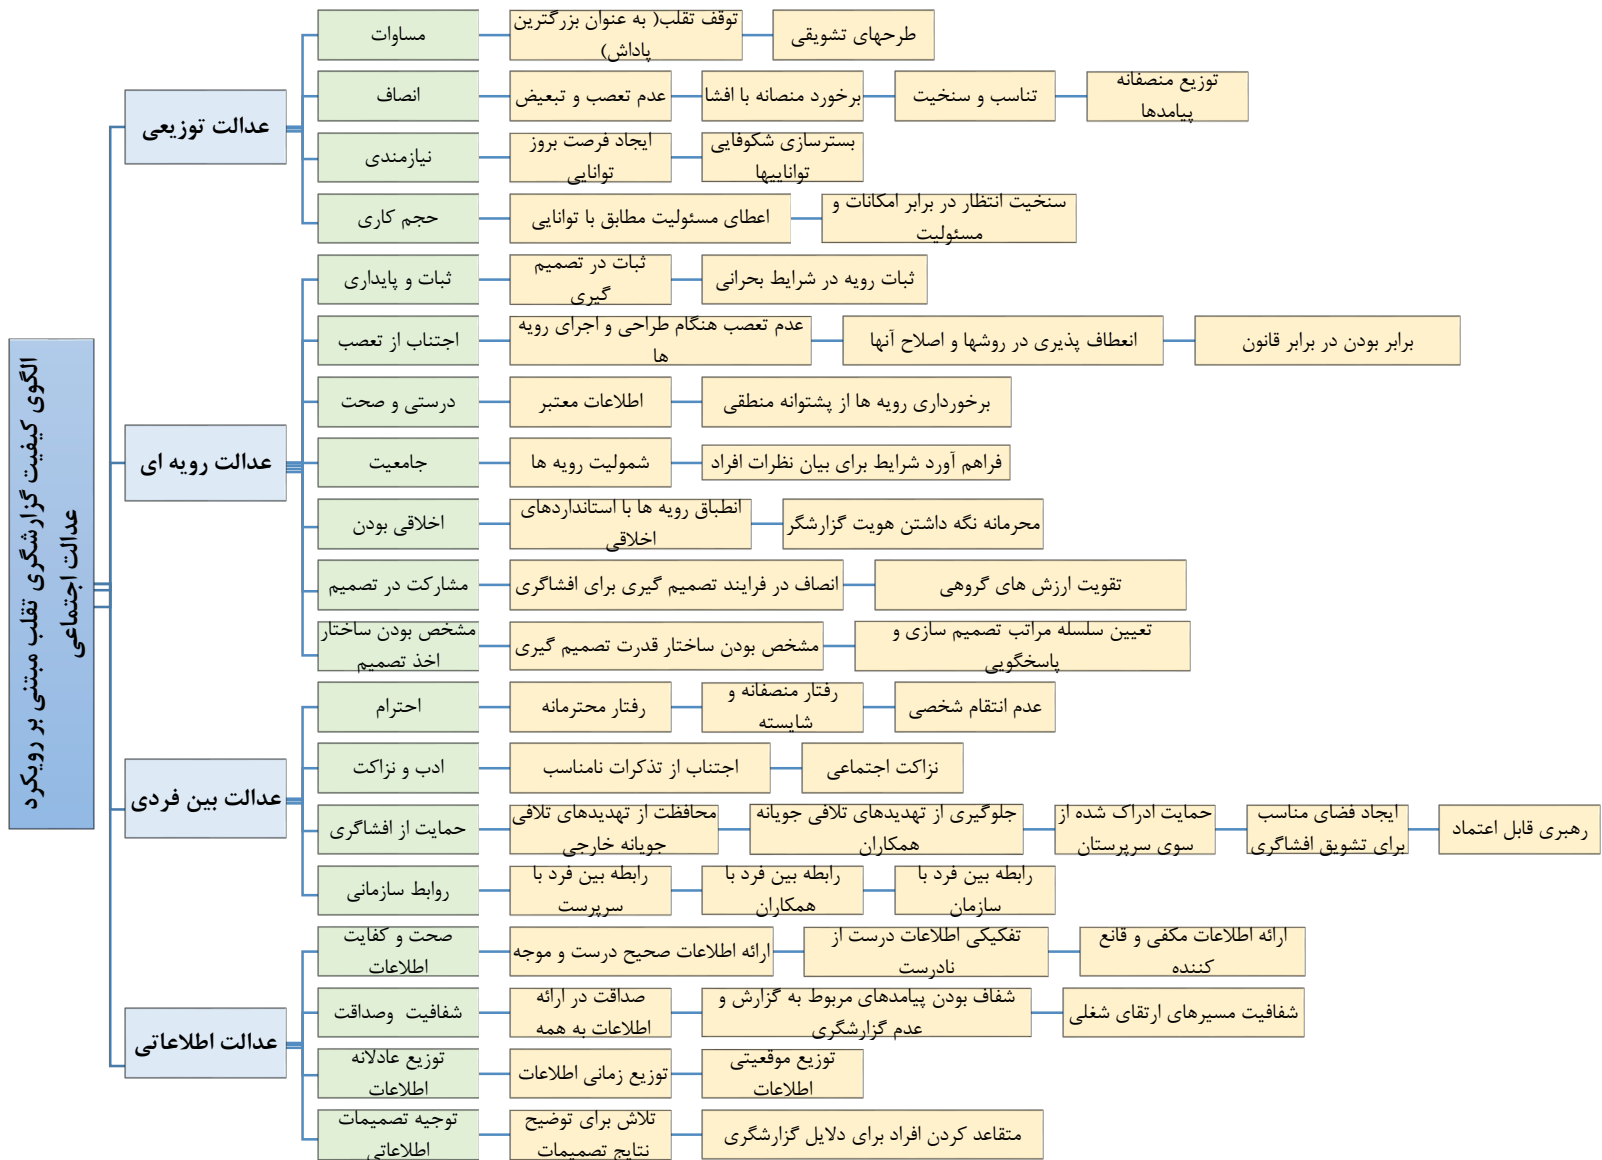 الگوی کیفیت گزارشگری تقلب مبتنی بر رویکرد
عدالت اجتماعی
عدالت توزیعی
مساوات
توقف تقلب( به عنوان بزرگترین
پاداش)
طرحهای تشویقی
انصاف
عدم تعصب و تبعیض
برخورد منصانه با افشا
تناسب و سنخیت
توزیع منصفانه
پیامدها
نیازمندی
ایجاد فرصت بروز
توانایی
بسترسازی شکوفایی
تواناییها
حجم کاری
اعطای مسئولیت مطابق با توانایی
سنخیت انتظار در برابر امکانات و
مسئولیت
عدالت رویه ای
ثبات و پایداری
ثبات در تصمیم
گیری
ثبات رویه در شرایط بحرانی
اجتناب از تعصب
عدم تعصب هنگام طراحی و اجرای رویه
ها
انعطاف پذیری در روشها و اصلاح آنها
برابر بودن در برابر قانون
درستی و صحت
اطلاعات معتبر
برخورداری رویه ها از پشتوانه منطقی
جامعیت
شمولیت رویه ها
فراهم آورد شرایط برای بیان نظرات افراد
اخلاقی بودن
انطباق رویه ها با استانداردهای
اخلاقی
محرمانه نگه داشتن هویت گزارشگر
مشارکت در تصمیم
انصاف در فرایند تصمیم گیری برای افشاگری
تقویت ارزش های گروهی
مشخص بودن ساختار
اخذ تصمیم
مشخص بودن ساختار قدرت تصمیم گیری
تعیین سلسله مراتب تصمیم سازی و
پاسخگویی
عدالت بین فردی
احترام
رفتار محترمانه
رفتار منصفانه و
شایسته
عدم انتقام شخصی
ادب و نزاکت
اجتناب از تذکرات نامناسب
نزاکت اجتماعی
حمایت از افشاگری
محافظت از تهدیدهای تلافی
جویانه خارجی
جلوگیری از تهدیدهای تلافی جویانه
همکاران
حمایت ادراک شده از
سوی سرپرستان
ایجاد فضای مناسب
برای تشویق افشاگری
رهبری قابل اعتماد
روابط سازمانی
رابطه بین فرد با
سرپرست
رابطه بین فرد با
همکاران
رابطه بین فرد با
سازمان
عدالت اطلاعاتی
صحت و کفایت
اطلاعات
ارائه اطلاعات صحیح درست و موجه
تفکیکی اطلاعات درست از
نادرست
ارائه اطلاعات مکفی و قانع
کننده
شفافیت  وصداقت
صداقت در ارائه
اطلاعات به همه
شفاف بودن پیامدهای مربوط به گزارش و
عدم گزارشگری
شفافیت مسیرهای ارتقای شغلی
توزیع عادلانه
اطلاعات
توزیع زمانی اطلاعات
توزیع موقعیتی
اطلاعات
توجیه تصمیمات
اطلاعاتی
تلاش برای توضیح
نتایج تصمیمات
متقاعد کردن افراد برای دلایل گزارشگری